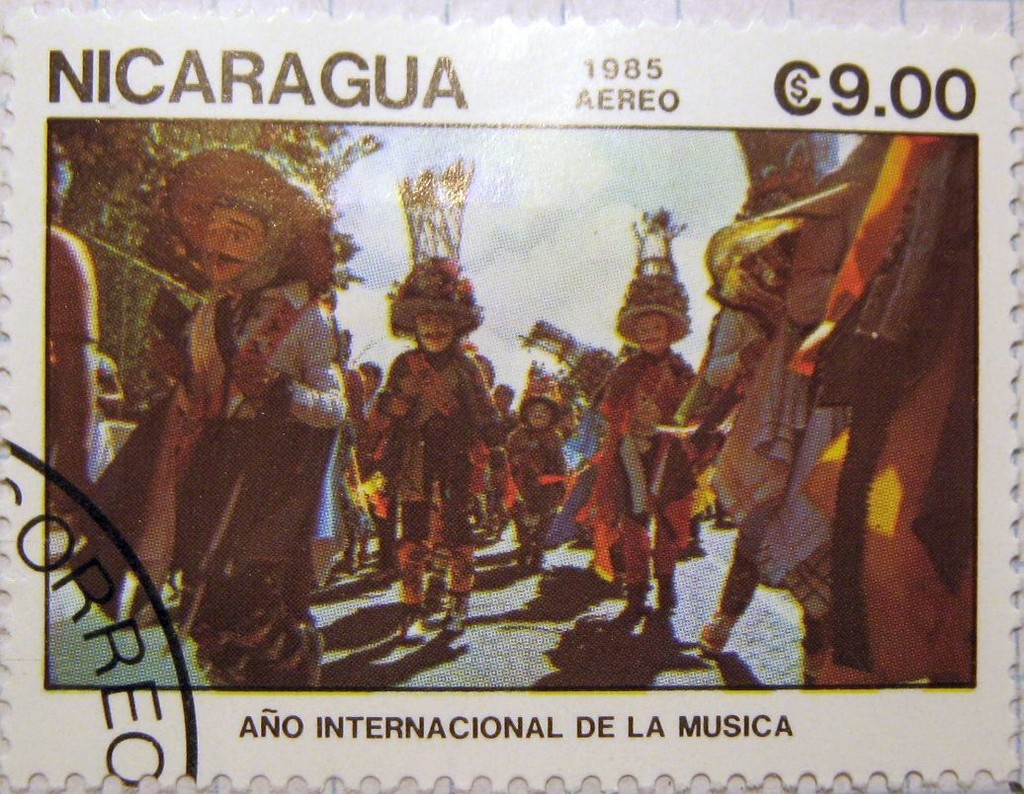 NICARAGUA
1985
AEREO
₡9.00
AÑO INTERNACIONAL DE LA MUSICA
CORREO